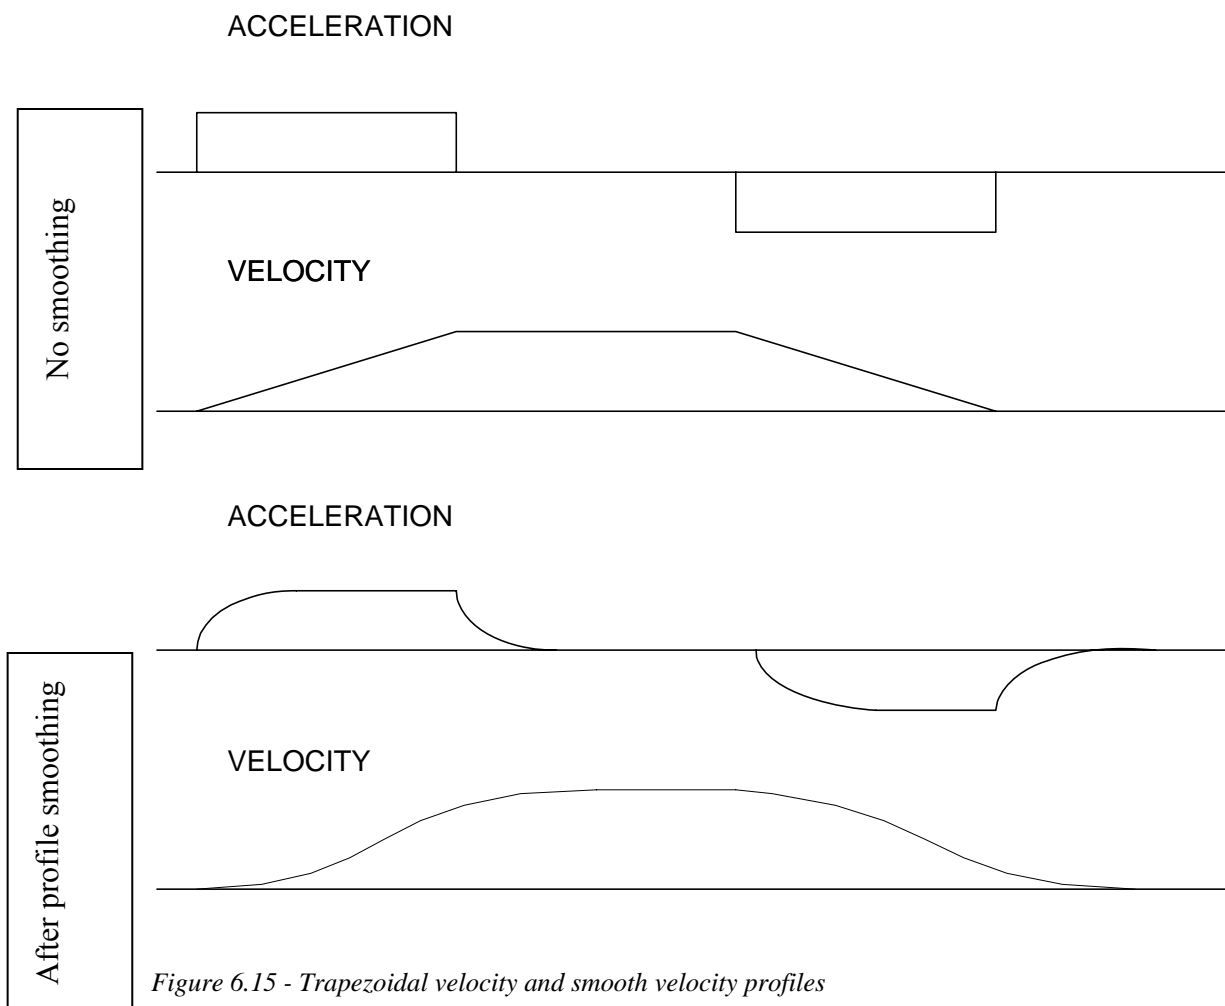 ACCELERATION
No smoothing
VELOCITY
ACCELERATION
After profile smoothing
VELOCITY
Figure 6.15 - Trapezoidal velocity and smooth velocity profiles